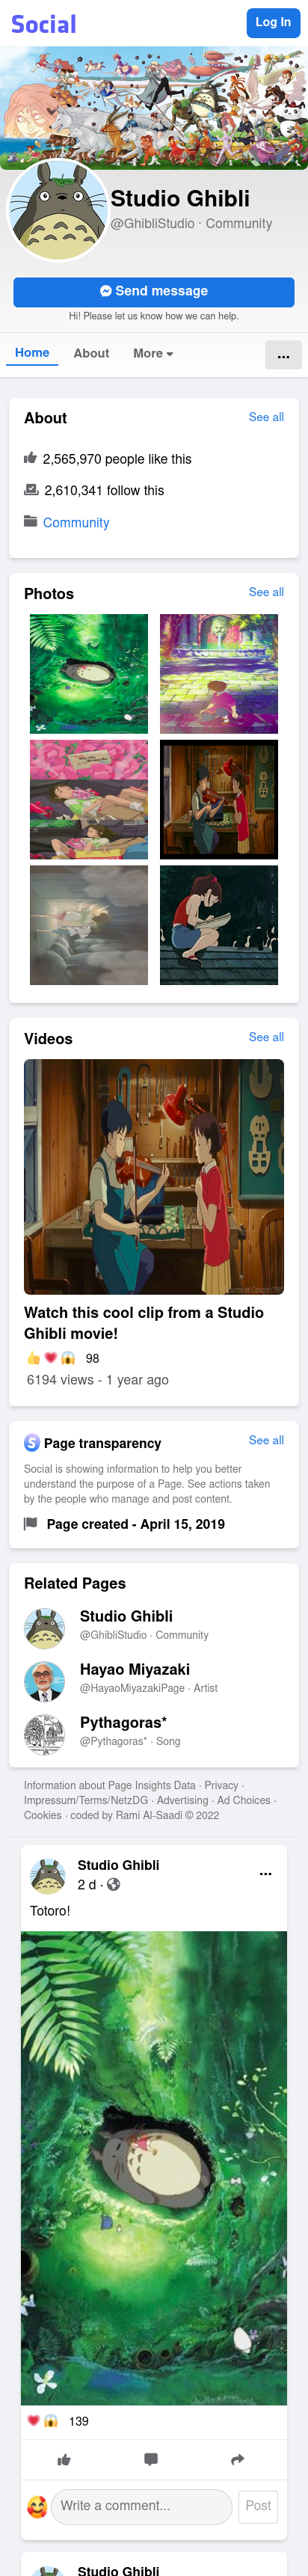 Social
Log In
Studio Ghibli
@GhibliStudio · Community
Send message
Hi! Please let us know how we can help.
Home About More
...
About
See all
2,565,970 people like this
2,610,341 follow this
Community
Photos
See all
Videos
See all
Watch this cool clip from a Studio
Ghibli movie!
98
6194 views - 1 year ago
Page transparency
See all
Social is showing information to help you better
understand the purpose of a Page. See actions taken
by the people who manage and post content.
Page created - April 15, 2019
Related Pages
Studio Ghibli
@GhibliStudio · Community
Hayao Miyazaki
@HayaoMiyazakiPage · Artist
Pythagoras*
@Pythagoras* · Song
Information about Page Insights Data · Privacy ·
Impressum/Terms/NetzDG · Advertising · Ad Choices ·
Cookies · coded by Rami Al-Saadi © 2022
Studio Ghibli
...
2 d ·
Totoro!
139
Write a comment...
Post
Studio Ghibli